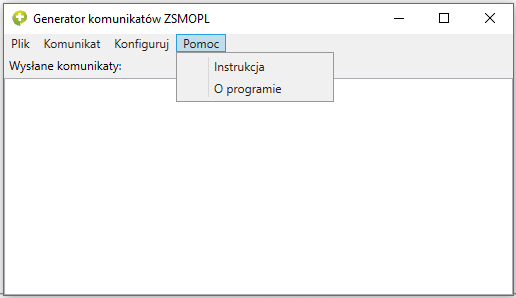 Generator komunikatów ZSMOPL
Plik Komunikat Konfiguruj Pomoc
Wysłane komunikaty:
Instrukcja
O programie